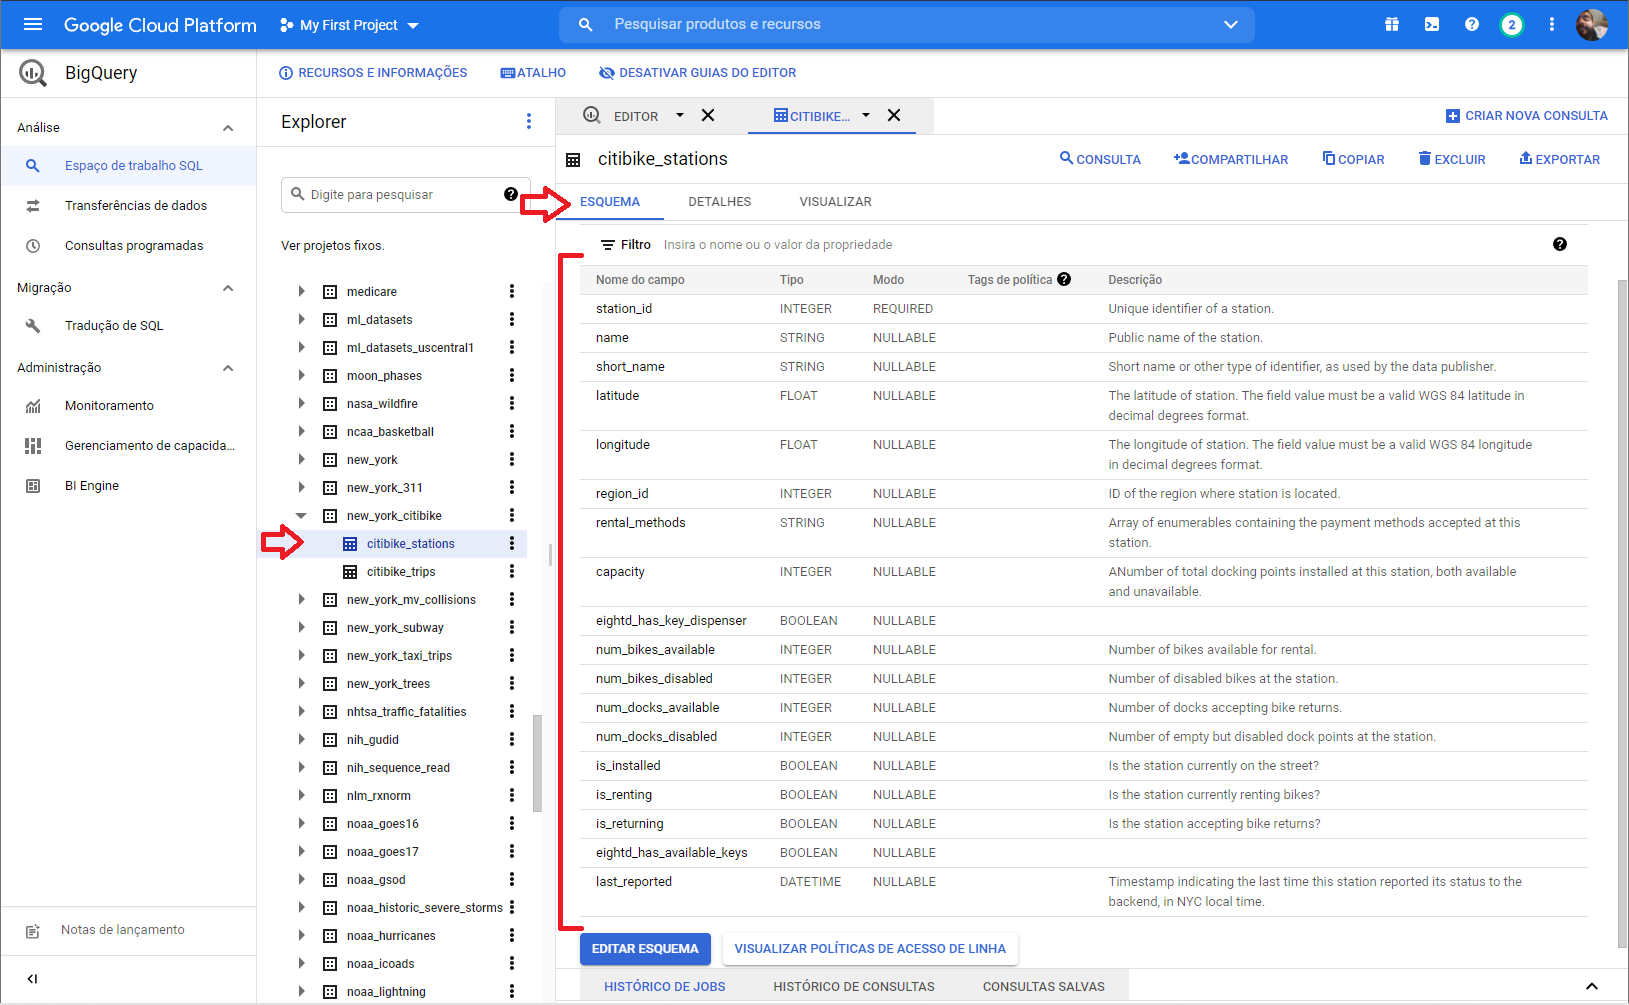 Google Cloud Platform
My First Project
Pesquisar produtos e recursos
2
BigQuery
RECURSOS E INFORMAÇÕES
ATALHO
DESATIVAR GUIAS DO EDITOR
Análise
Espaço de trabalho SQL
Transferências de dados
Consultas programadas
Migração
Tradução de SQL
Administração
Monitoramento
Gerenciamento de capacida...
BI Engine
Notas de lançamento
Explorer
Digite para pesquisar
Ver projetos fixos.
medicare
ml_datasets
ml_datasets_uscentral1
moon_phases
nasa_wildfire
ncaa_basketball
new_york
new_york_311
new_york_citibike
citibike_stations
citibike_trips
new_york_mv_collisions
new_york_subway
new_york_taxi_trips
new_york_trees
nhtsa_traffic_fatalities
nih_gudid
nih_sequence_read
nlm_rxnorm
noaa_goes16
noaa_goes17
noaa_gsod
noaa_historic_severe_storms
noaa_hurricanes
noaa_icoads
noaa_lightning
EDITOR
CITIBIKE...
CRIAR NOVA CONSULTA
citibike_stations
CONSULTA
COMPARTILHAR
COPIAR
EXCLUIR
EXPORTAR
ESQUEMA
DETALHES
VISUALIZAR
Filtro Insira o nome ou o valor da propriedade
Nome do campo Tipo Modo Tags de política Descrição
station_id INTEGER REQUIRED Unique identifier of a station.
name STRING NULLABLE Public name of the station.
short_name STRING NULLABLE Short name or other type of identifier, as used by the data publisher.
latitude FLOAT NULLABLE The latitude of station. The field value must be a valid WGS 84 latitude in
decimal degrees format.
longitude FLOAT NULLABLE The longitude of station. The field value must be a valid WGS 84 longitude
in decimal degrees format.
region_id INTEGER NULLABLE ID of the region where station is located.
rental_methods STRING NULLABLE Array of enumerables containing the payment methods accepted at this
station.
capacity INTEGER NULLABLE ANumber of total docking points installed at this station, both available
and unavailable.
eightd_has_key_dispenser BOOLEAN NULLABLE
num_bikes_available INTEGER NULLABLE Number of bikes available for rental.
num_bikes_disabled INTEGER NULLABLE Number of disabled bikes at the station.
num_docks_available INTEGER NULLABLE Number of docks accepting bike returns.
num_docks_disabled INTEGER NULLABLE Number of empty but disabled dock points at the station.
is_installed BOOLEAN NULLABLE Is the station currently on the street?
is_renting BOOLEAN NULLABLE Is the station currently renting bikes?
is_returning BOOLEAN NULLABLE Is the station accepting bike returns?
eightd_has_available_keys BOOLEAN NULLABLE
last_reported DATETIME NULLABLE Timestamp indicating the last time this station reported its status to the
backend, in NYC local time.
EDITAR ESQUEMA
VISUALIZAR POLÍTICAS DE ACESSO DE LINHA
HISTÓRICO DE JOBS
HISTÓRICO DE CONSULTAS
CONSULTAS SALVAS